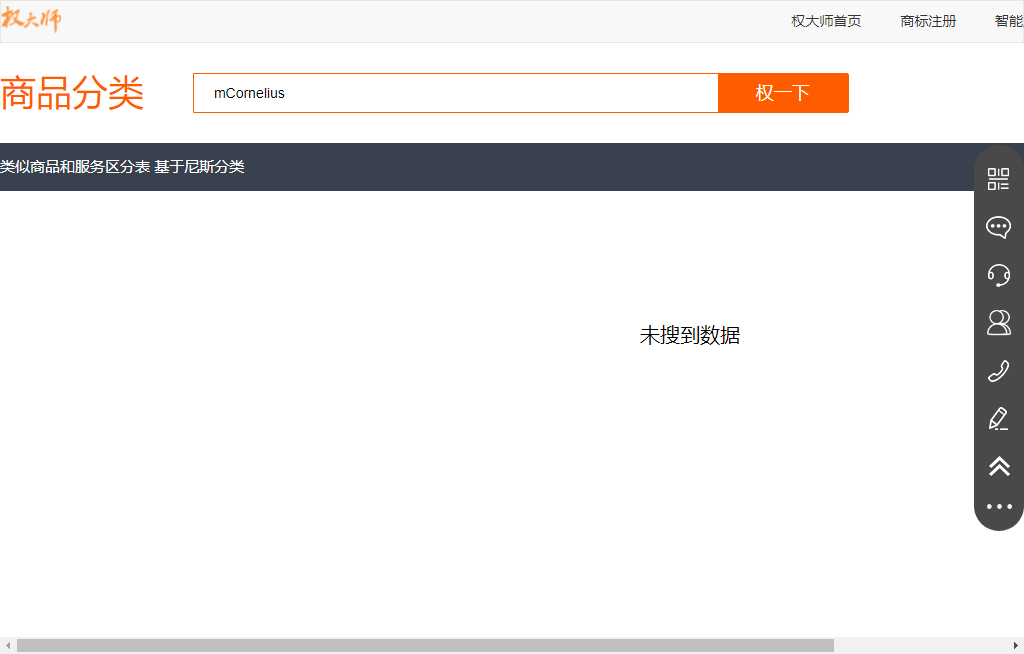 权大师
权大师首页 商标注册 智能
商品分类
mCornelius
权一下
类似商品和服务区分表 基于尼斯分类
未搜到数据